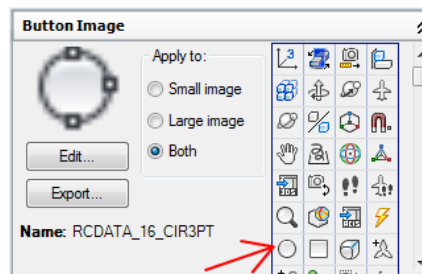 Button Image
Apply to:
Small image
Large image
Both
Edit...
Export...
Name: RCDATA_16_CIR3PT